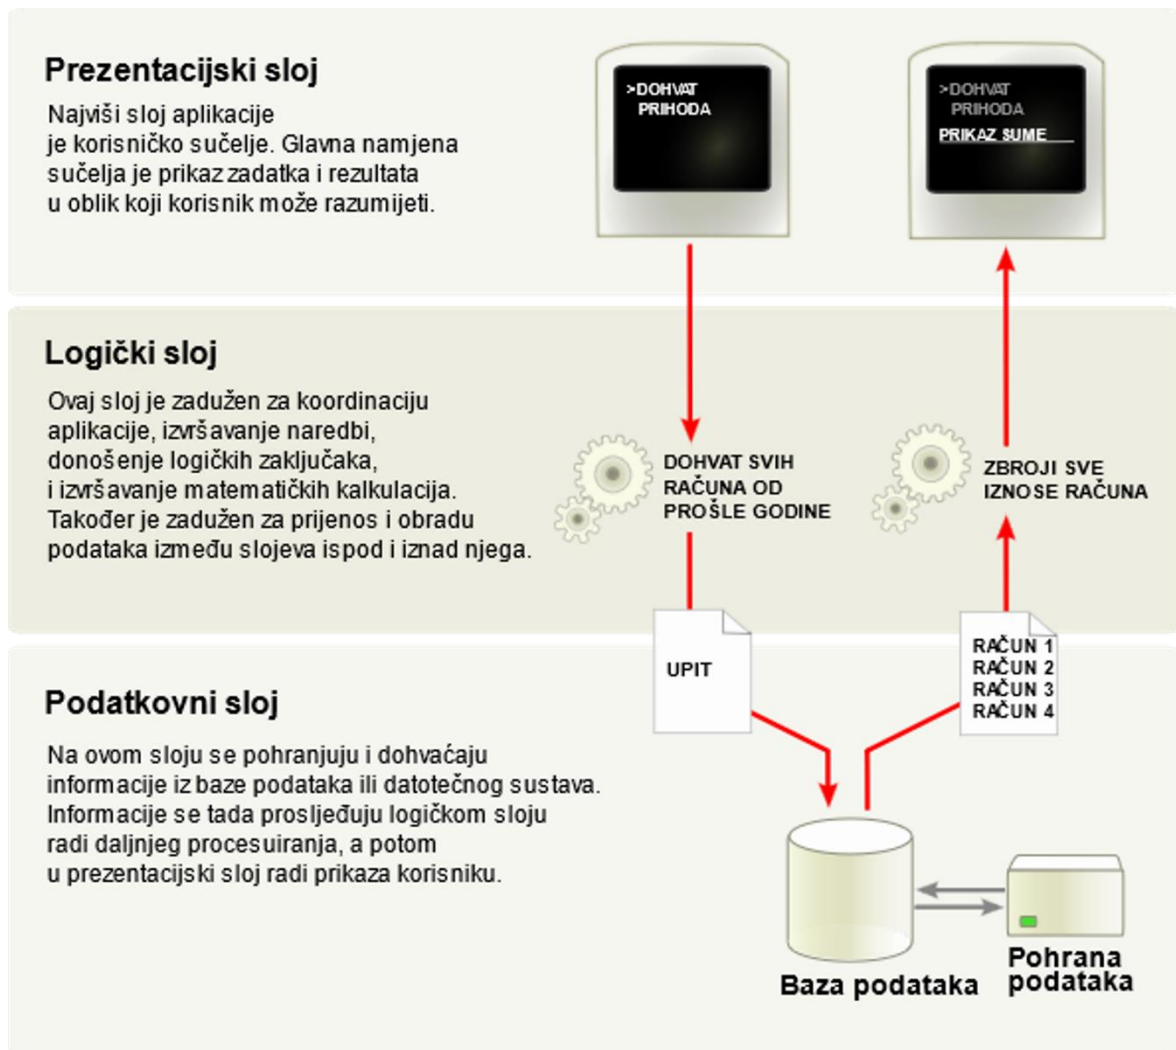 Prezentacijski sloj
Najviši sloj aplikacije
je korisničko sučelje. Glavna namjena
sučelja je prikaz zadatka i rezultata
u oblik koji korisnik može razumijeti.
>DOHVAT
PRIHODA
>DOHVAT
PRIHODA
PRIKAZ SUME
Logički sloj
Ovaj sloj je zadužen za koordinaciju
aplikacije, izvršavanje naredbi,
donošenje logičkih zaključaka,
i izvršavanje matematičkih kalkulacija.
Također je zadužen za prijenos i obradu
podataka između slojeva ispod i iznad njega.
DOHVAT SVIH
RAČUNA OD
PROŠLE GODINE
ZBROJI SVE
IZNOSE RAČUNA
UPIT
RAČUN 1
RAČUN 2
RAČUN 3
RAČUN 4
Podatkovni sloj
Na ovom sloju se pohranjuju i dohvaćaju
informacije iz baze podataka ili datotečnog sustava.
Informacije se tada prosljeđuju logičkom sloju
radi daljnjeg procesuiranja, a potom
u prezentacijski sloj radi prikaza korisniku.
Baza podataka
Pohrana
podataka